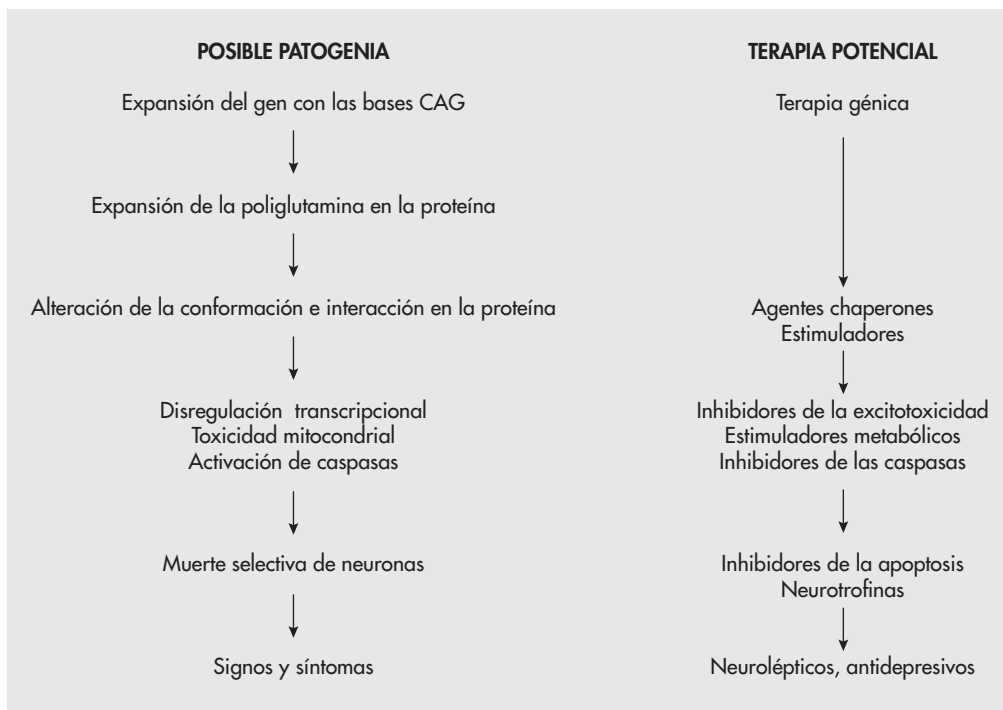 POSIBLE PATOGENIA
Expansión del gen con las bases CAG
Expansión de la poliglutamina en la proteína
Alteración de la conformación e interacción en la proteína
Disregulación transcripcional
Toxicidad mitocondrial
Activación de caspasas
Muerte selectiva de neuronas
Signos y síntomas
TERAPIA POTENCIAL
Terapia génica
Agentes chaperones
Estimuladores
Inhibidores de la excitotoxicidad
Estimuladores metabólicos
Inhibidores de las caspasas
Inhibidores de la apoptosis
Neurotrofinas
Neurolépticos, antidepresivos